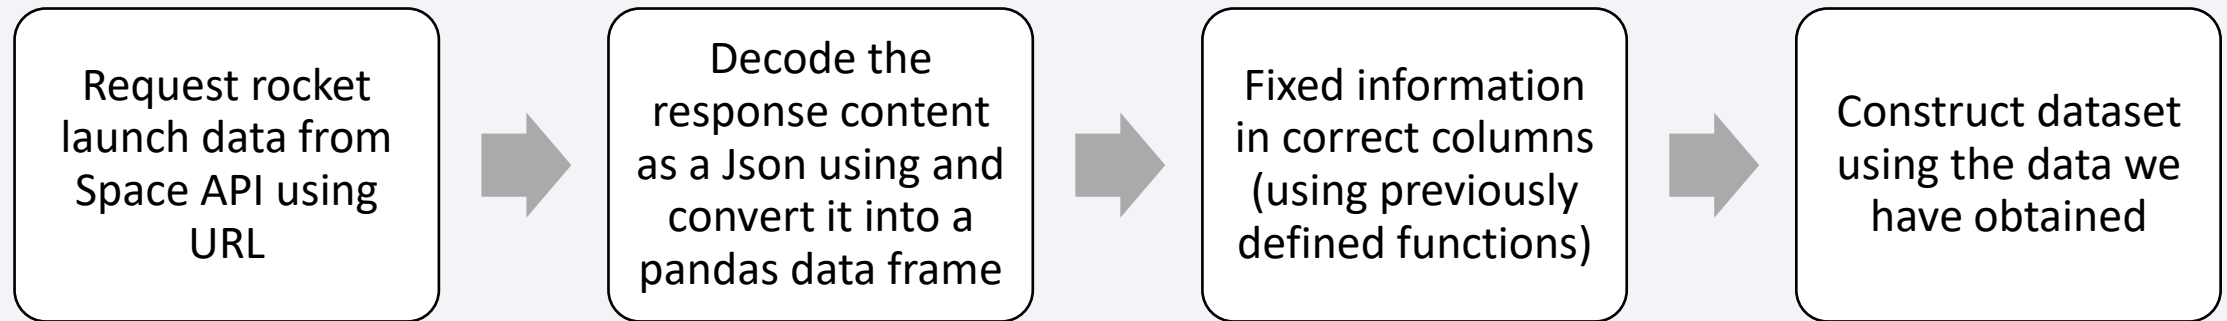 Request rocket
launch data from
Space API using
URL
Decode the
response content
as a Json using and
convert it into a
pandas data frame
Fixed information
in correct columns
(using previously
defined functions)
Construct dataset
using the data we
have obtained